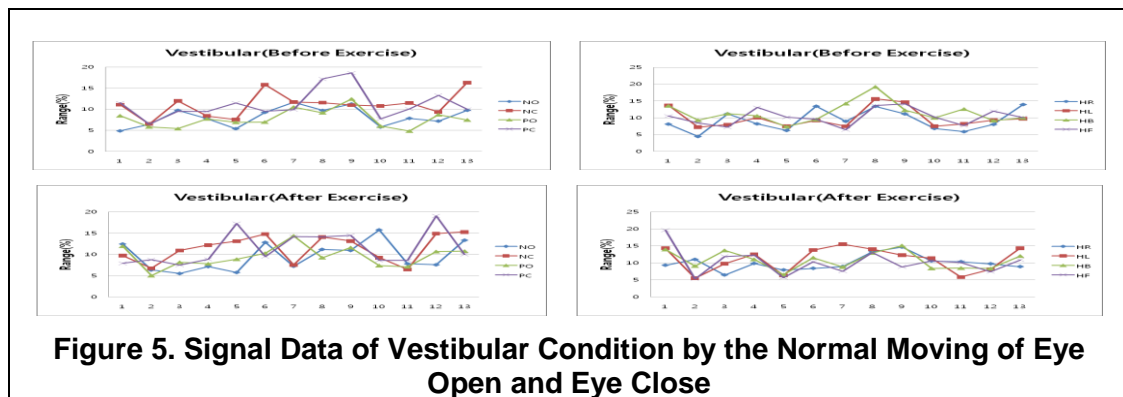 Vestibular(Before Exercise)
Range(%)
20
15
10
5
0
1 2 3 4 5 6 7 8 9 10 11 12 13
NO
NC
PO
PC
Vestibular(Before Exercise)
Range(%)
25
20
15
10
5
0
1 2 3 4 5 6 7 8 9 10 11 12 13
HR
HL
HB
HF
Vestibular(After Exercise)
Range(%)
20
15
10
5
0
1 2 3 4 5 6 7 8 9 10 11 12 13
NO
NC
PO
PC
Vestibular(After Exercise)
Range(%)
25
20
15
10
5
0
1 2 3 4 5 6 7 8 9 10 11 12 13
HR
HL
HB
HF
Figure 5. Signal Data of Vestibular Condition by the Normal Moving of Eye
Open and Eye Close